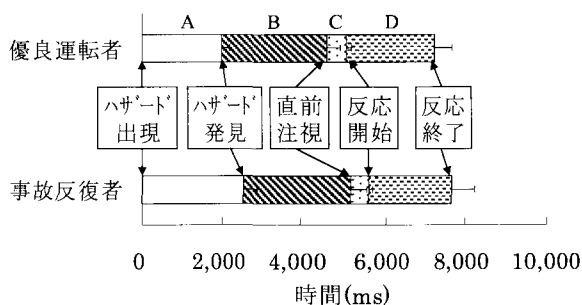 A B C D
優良運転者
ﾊｻﾞｰﾄﾞ
出現
ﾊｻﾞｰﾄﾞ
発見
直前
注視
反応
開始
反応
終了
事故反復者
0 2,000 4,000 6,000 8,000 10,000
時間(ms)